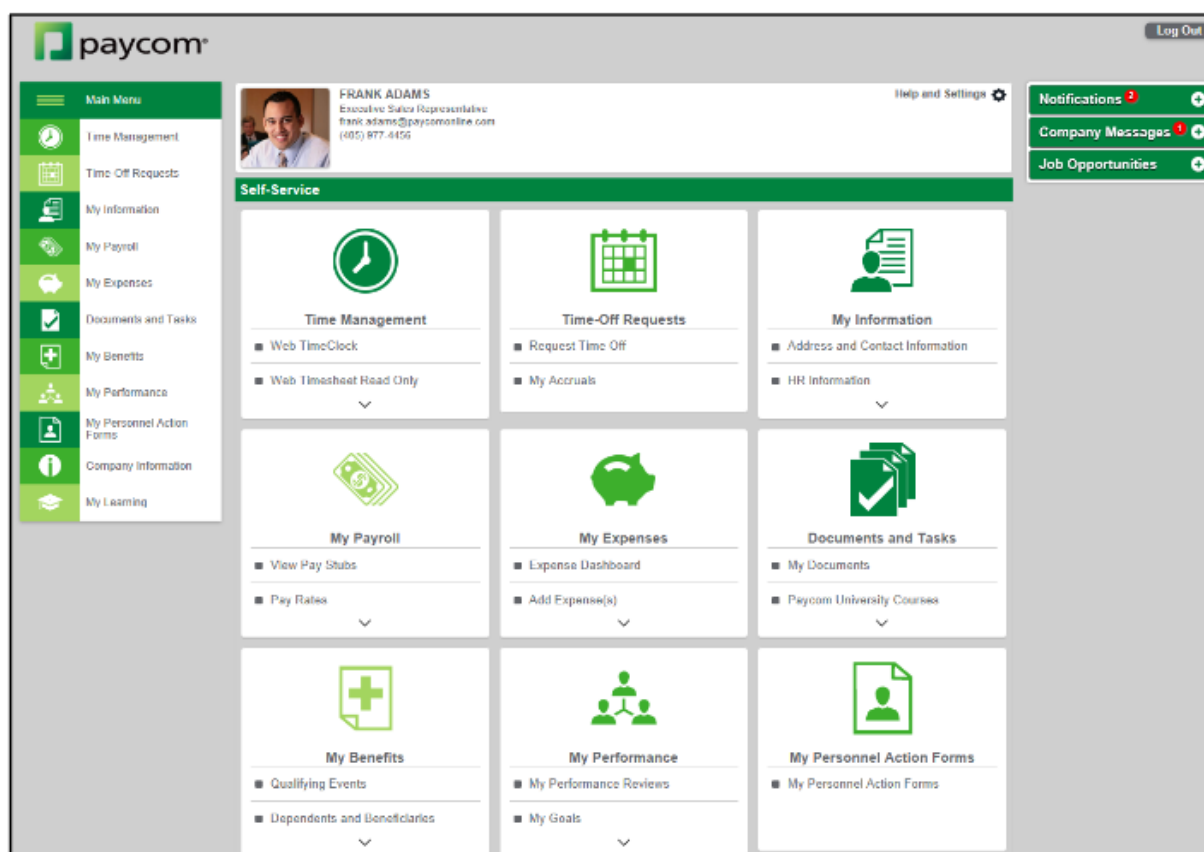 paycom
Log Out
Main Menu
Time Management
Time-Off Requests
My Information
My Payroll
My Expenses
Documents and Tasks
My Benefits
My Performance
My Personnel Action
Forms
Company Information
My Learning
FRANK ADAMS
Executive Sales Representative
frank.adams@paycomonline.com
(405) 977-4456
Help and Settings
Notifications 2
Company Messages 1
Job Opportunities
Self-Service
Time Management
Web TimeClock
Web Timesheet Read Only
Time-Off Requests
Request Time Off
My Accruals
My Information
Address and Contact Information
HR Information
My Payroll
View Pay Stubs
Pay Rates
My Expenses
Expense Dashboard
Add Expense(s)
Documents and Tasks
My Documents
Paycom University Courses
My Benefits
Qualifying Events
Dependents and Beneficiaries
My Performance
My Performance Reviews
My Goals
My Personnel Action Forms
My Personnel Action Forms